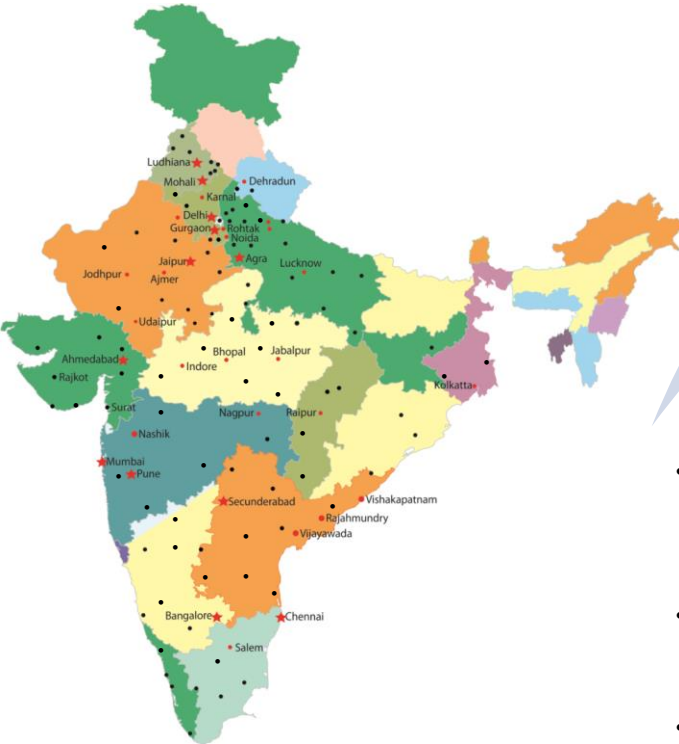 Ludhiana
Mohali
Dehradun
Karnal
Delhi
Gurgaon
Rohtak
Noida
Jaipur
Agra
Lucknow
Jodhpur
Ajmer
Udaipur
Ahmedabad
Bhopal
Jabalpur
Indore
Rajkot
Kolkatta
Surat
Nagpur
Raipur
Nashik
Mumbai
Pune
Secunderabad
Vishakapatnam
Rajahmundry
Vijayawada
Bangalore
Chennai
Salem